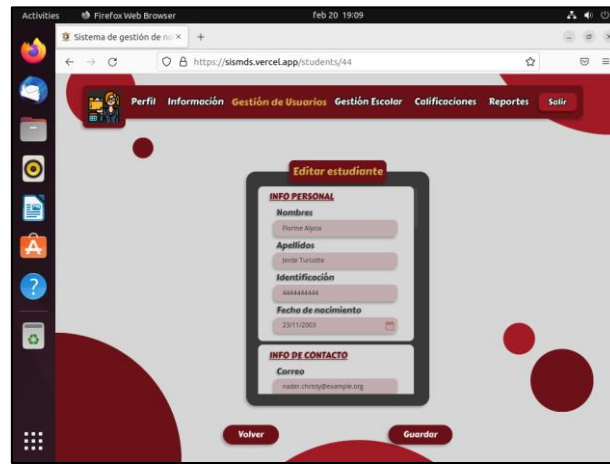 Activities Firefox Web Browser feb 20 19:09
Sistema de gestión de no
https://sismds.vercel.app/students/44
Perfil Información Gestión de Usuarios Gestión Escolar Calificaciones Reportes Salir
Editar estudiante
INFO PERSONAL
Nombres
Florine Alycia
Apellidos
Jerde Turcotte
Identificación
4444444444
Fecha de nacimiento
23/11/2003
INFO DE CONTACTO
Correo
nader.christy@example.org
Volver Guardar